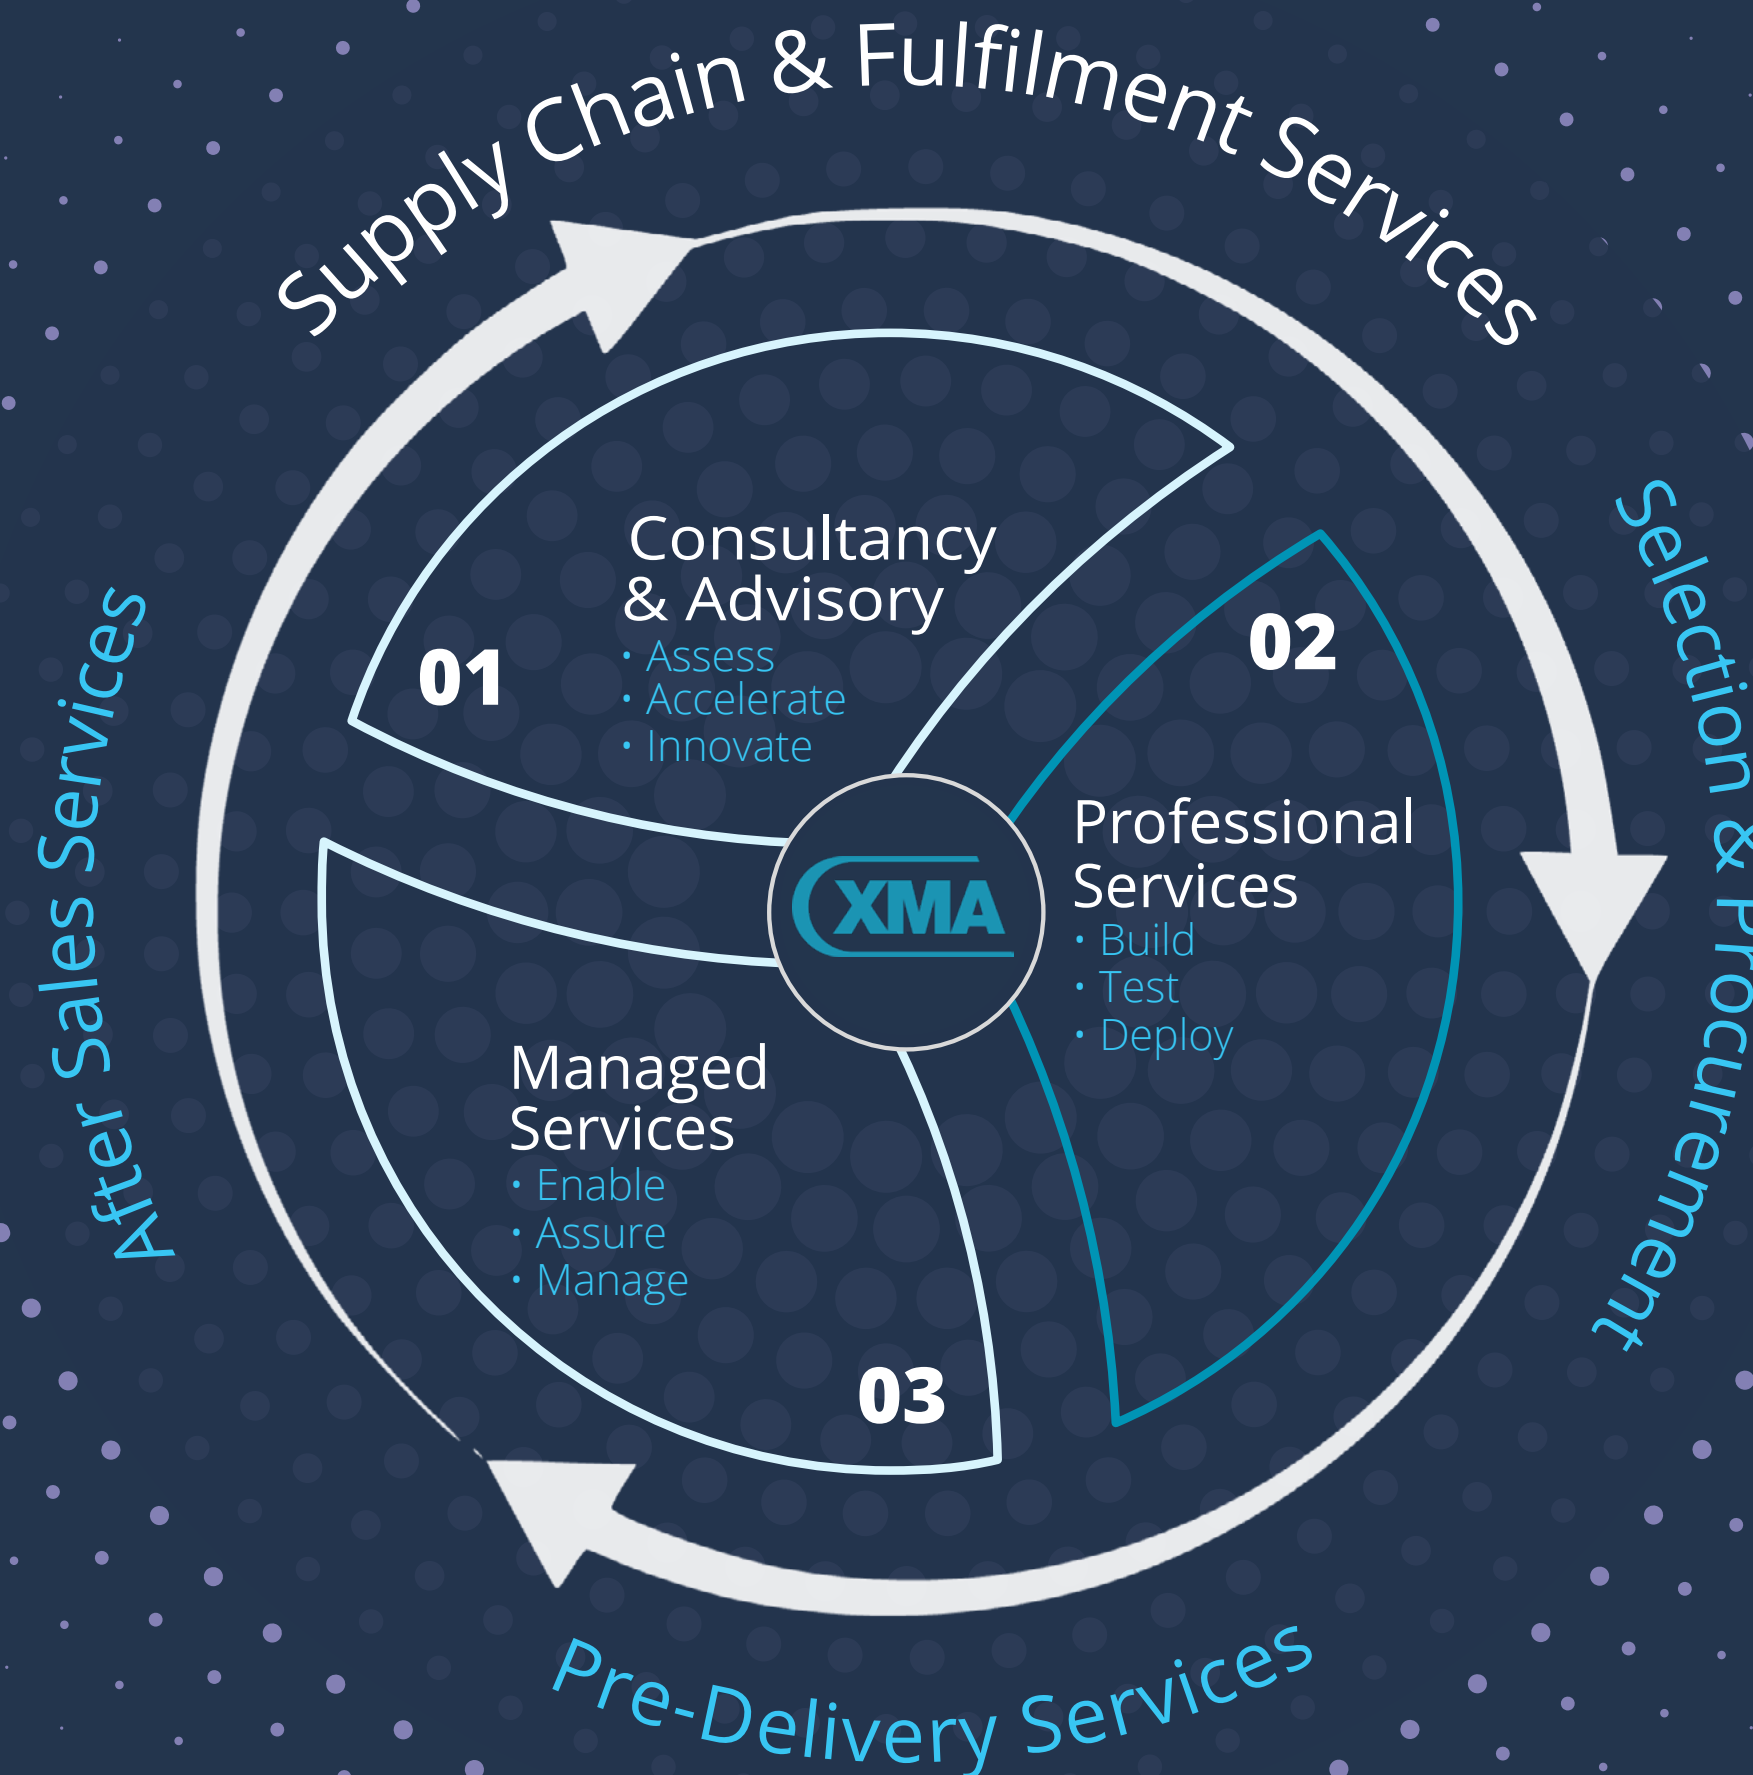 Supply Chain & Fulfilment Services
Selection & Procurement
Pre-Delivery Services
After Sales Services
01
Consultancy
& Advisory
• Assess
• Accelerate
• Innovate
02
Professional
Services
• Build
• Test
• Deploy
XMA
Managed
Services
• Enable
• Assure
• Manage
03